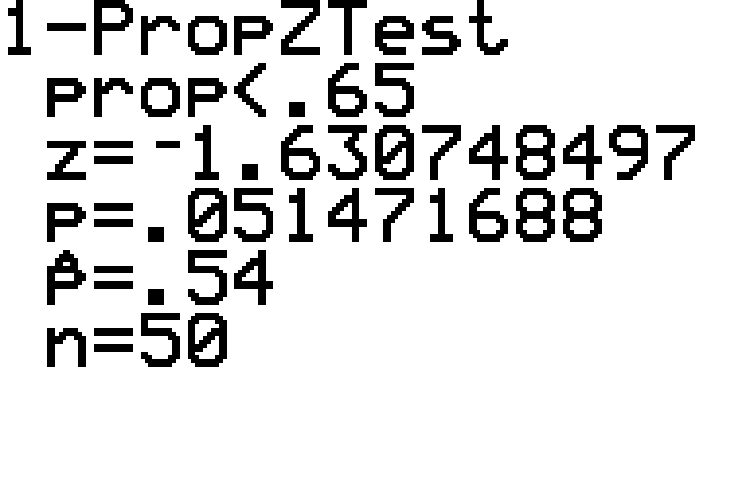 1-PropZTest
prop<.65
z=⁻1.630748497
p=.051471688
p̂=.54
n=50